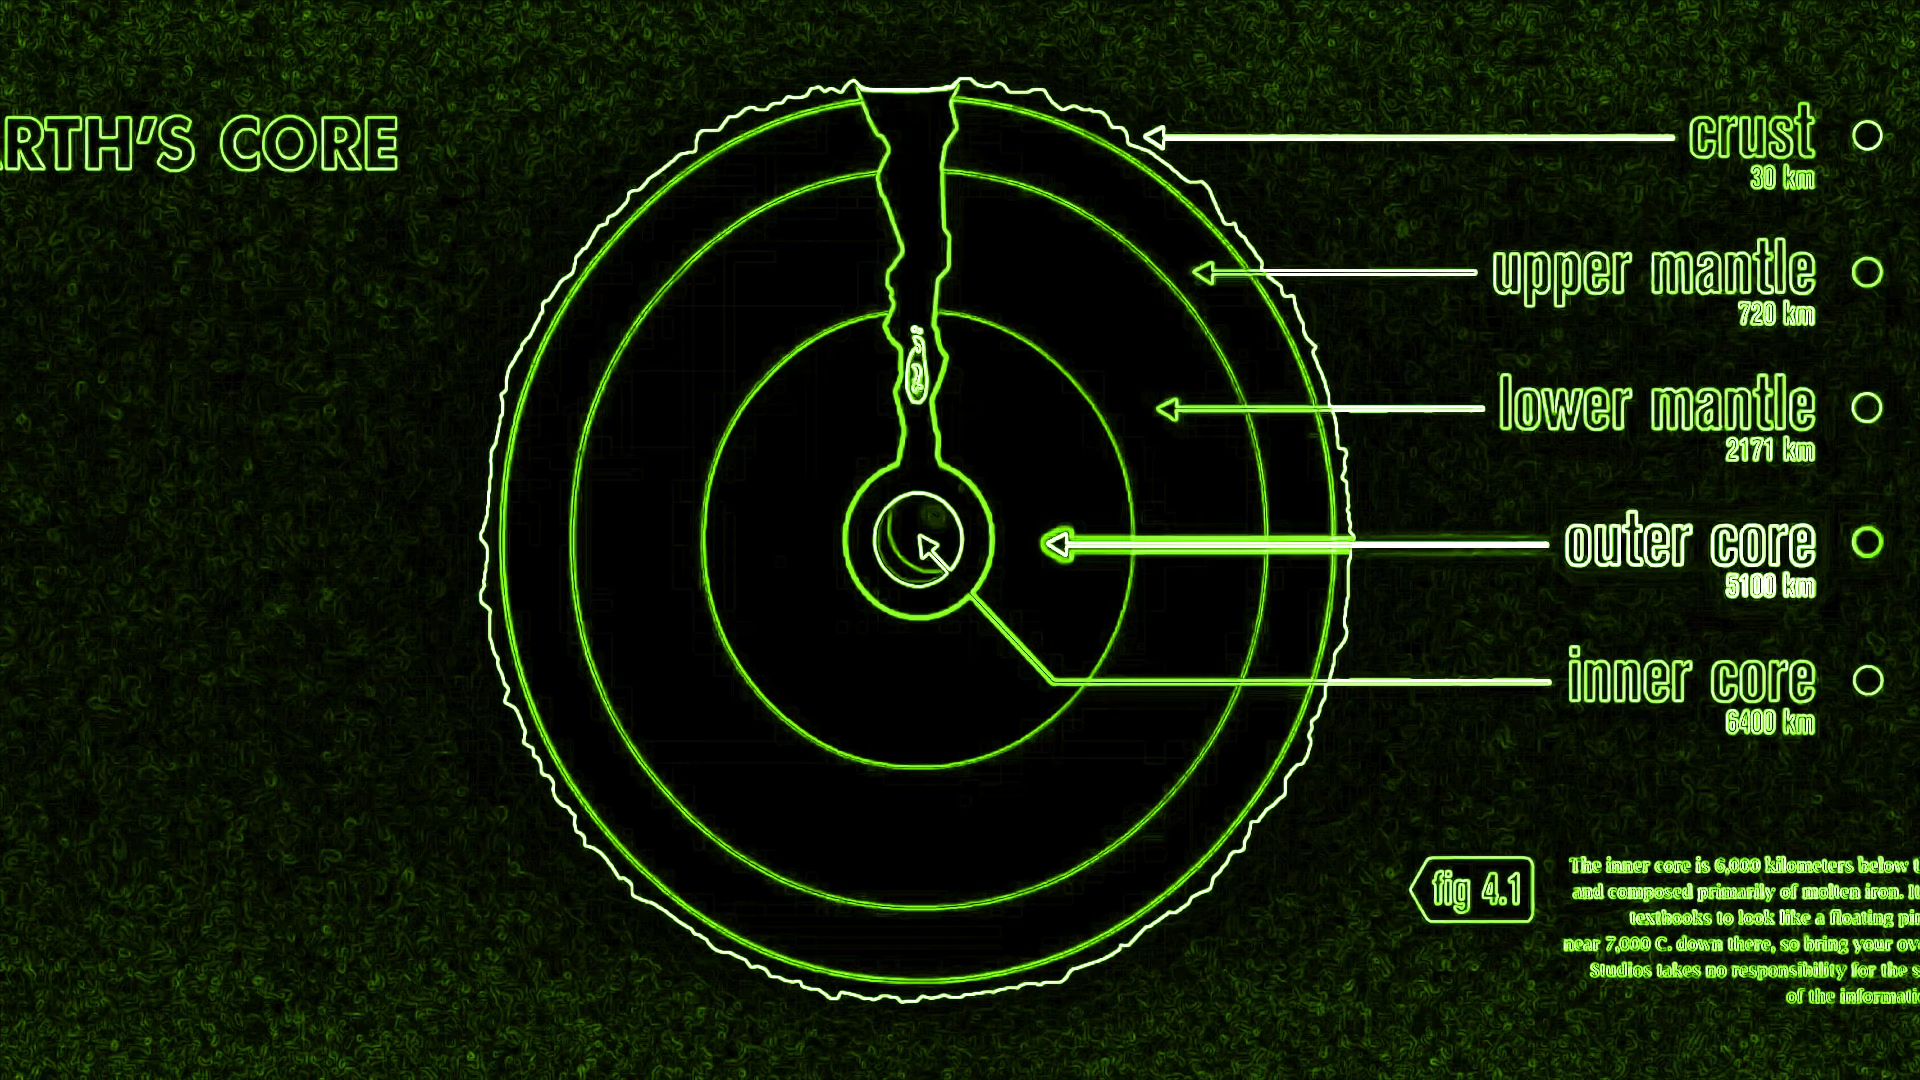 RTH'S CORE
crust
30 km
upper mantle
720 km
lower mantle
2171 km
outer core
5100 km
inner core
6400 km
fig 4.1
The inner core is 6,000 kilometers below
and composed primarily of molten iron.
textbooks to look like a floating
near 7,000 C. down there, so bring your
Studios takes no responsibility for the
of the